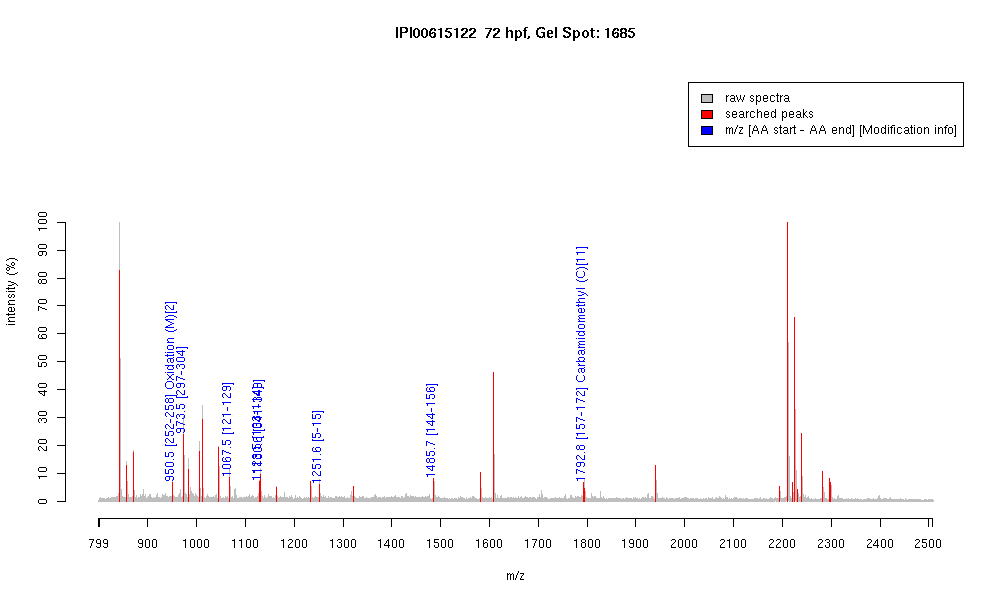 IPI00615122 72 hpf, Gel Spot: 1685
raw spectra
searched peaks
m/z [AA start - AA end] [Modification info]
intensity (%)
100
90
80
70
60
50
40
30
20
10
0
950.5 [252-258] Oxidation (M)[2]
973.5 [297-304]
1067.5 [121-129]
1251.6 [5-15]
1485.7 [144-156]
1792.8 [157-172] Carbamidomethyl (C)[11]
799 900 1000 1100 1200 1300 1400 1500 1600 1700 1800 1900 2000 2100 2200 2300 2400 2500
m/z